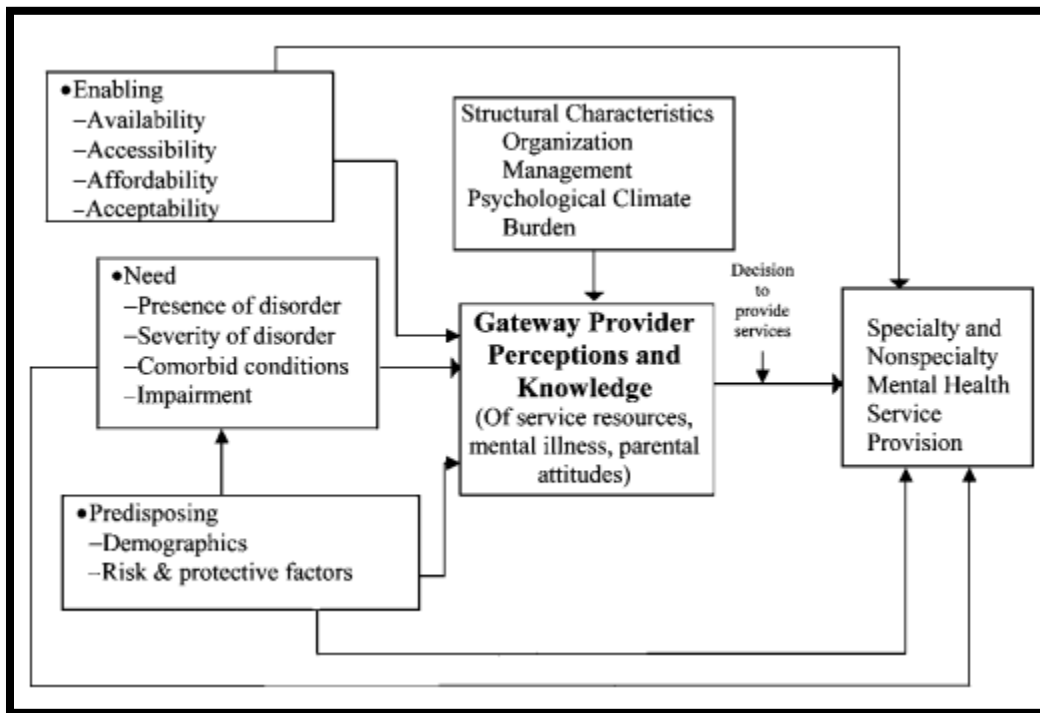 •Enabling
–Availability
–Accessibility
–Affordability
–Acceptability
Structural Characteristics
Organization
Management
Psychological Climate
Burden
•Need
–Presence of disorder
–Severity of disorder
–Comorbid conditions
–Impairment
Gateway Provider
Perceptions and
Knowledge
(Of service resources,
mental illness, parental
attitudes)
Decision
to
provide
services
Specialty and
Nonspecialty
Mental Health
Service
Provision
•Predisposing
–Demographics
–Risk & protective factors